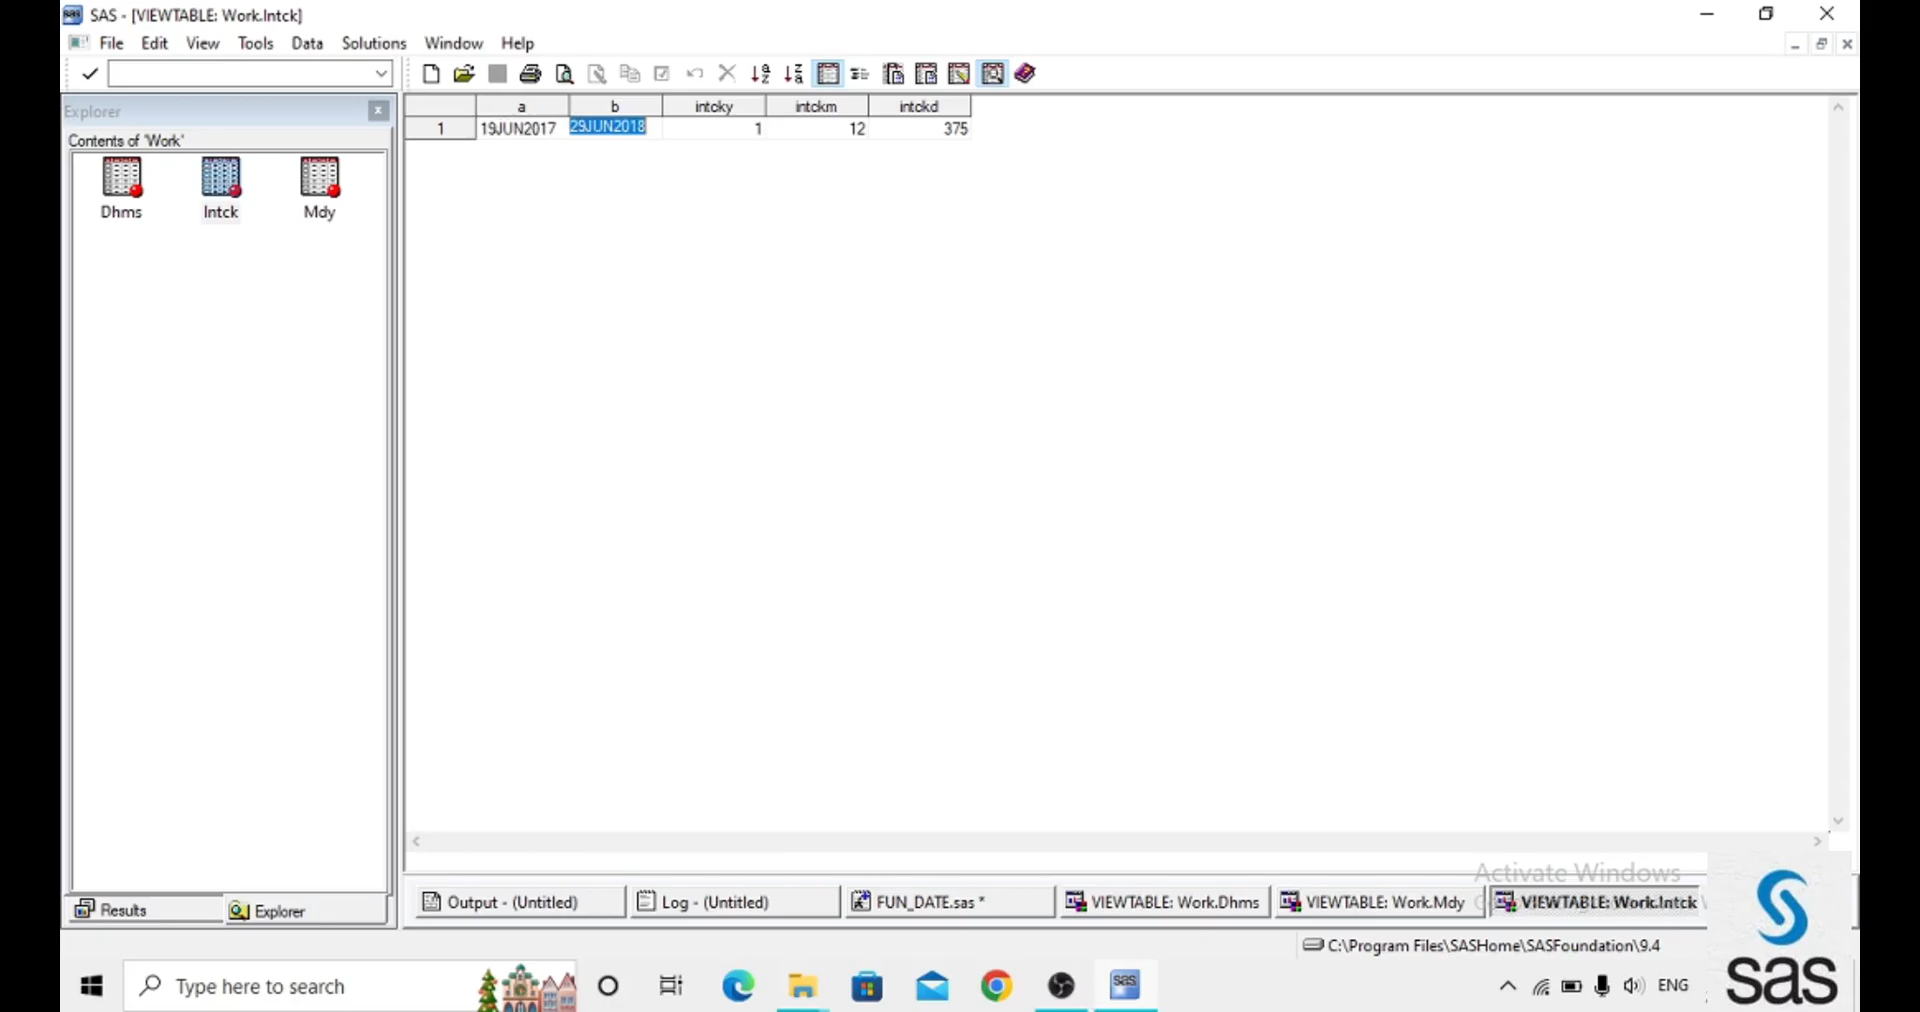 SAS - [VIEWTABLE: Work.Intck]
File Edit View Tools Data Solutions Window Help
Explorer
Contents of 'Work'
Dhms Intck Mdy
a b intcky intckm intckd
1 19JUN2017 29JUN2018 1 12 375
Activate Windows
Results Explorer
Output - (Untitled) Log - (Untitled) FUN_DATE.sas * VIEWTABLE: Work.Dhms VIEWTABLE: Work.Mdy VIEWTABLE: Work.Intck
C:\Program Files\SASHome\SASFoundation\9.4
Type here to search
sas
ENG
sas